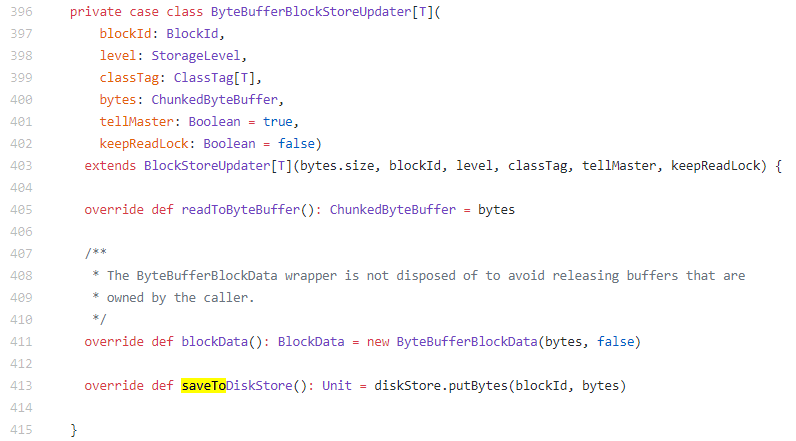 396 private case class ByteBufferBlockStoreUpdater[T](
397 blockId: BlockId,
398 level: StorageLevel,
399 classTag: ClassTag[T],
400 bytes: ChunkedByteBuffer,
401 tellMaster: Boolean = true,
402 keepReadLock: Boolean = false)
403 extends BlockStoreUpdater[T](bytes.size, blockId, level, classTag, tellMaster, keepReadLock) {
404
405 override def readToByteBuffer(): ChunkedByteBuffer = bytes
406
407 /**
408 * The ByteBufferBlockData wrapper is not disposed of to avoid releasing buffers that are
409 * owned by the caller.
410 */
411 override def blockData(): BlockData = new ByteBufferBlockData(bytes, false)
412
413 override def saveToDiskStore(): Unit = diskStore.putBytes(blockId, bytes)
414
415 }